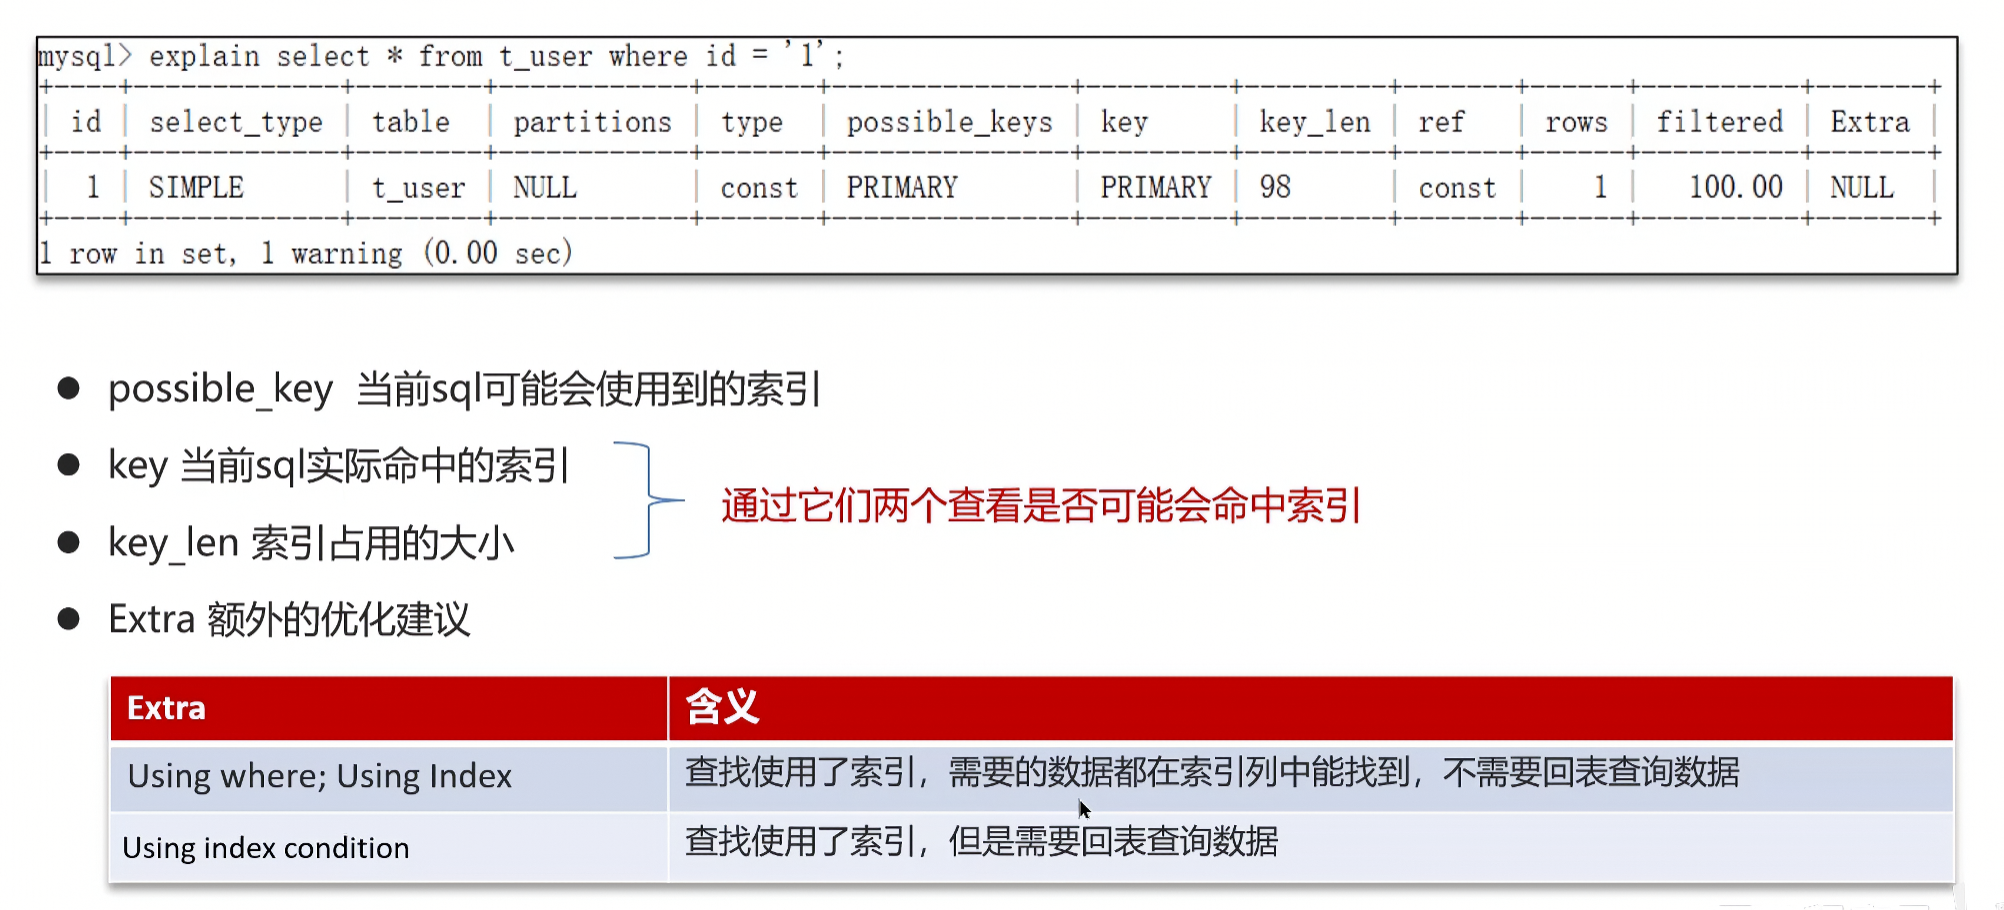 mysql> explain select * from t_user where id = '1';
+----+-------------+--------+------------+-------+---------------+---------+---------+-------+------+----------+-------+
| id | select_type | table | partitions | type | possible_keys | key | key_len | ref | rows | filtered | Extra |
+----+-------------+--------+------------+-------+---------------+---------+---------+-------+------+----------+-------+
| 1 | SIMPLE | t_user | NULL | const | PRIMARY | PRIMARY | 98 | const | 1 | 100.00 | NULL |
+----+-------------+--------+------------+-------+---------------+---------+---------+-------+------+----------+-------+
1 row in set, 1 warning (0.00 sec)
● possible_key 当前sql可能会使用到的索引
● key 当前sql实际命中的索引
通过它们两个查看是否可能会命中索引
● key_len 索引占用的大小
● Extra 额外的优化建议
Extra 含义
Using where; Using Index 查找使用了索引，需要的数据都在索引列中能找到，不需要回表查询数据
Using index condition 查找使用了索引，但是需要回表查询数据